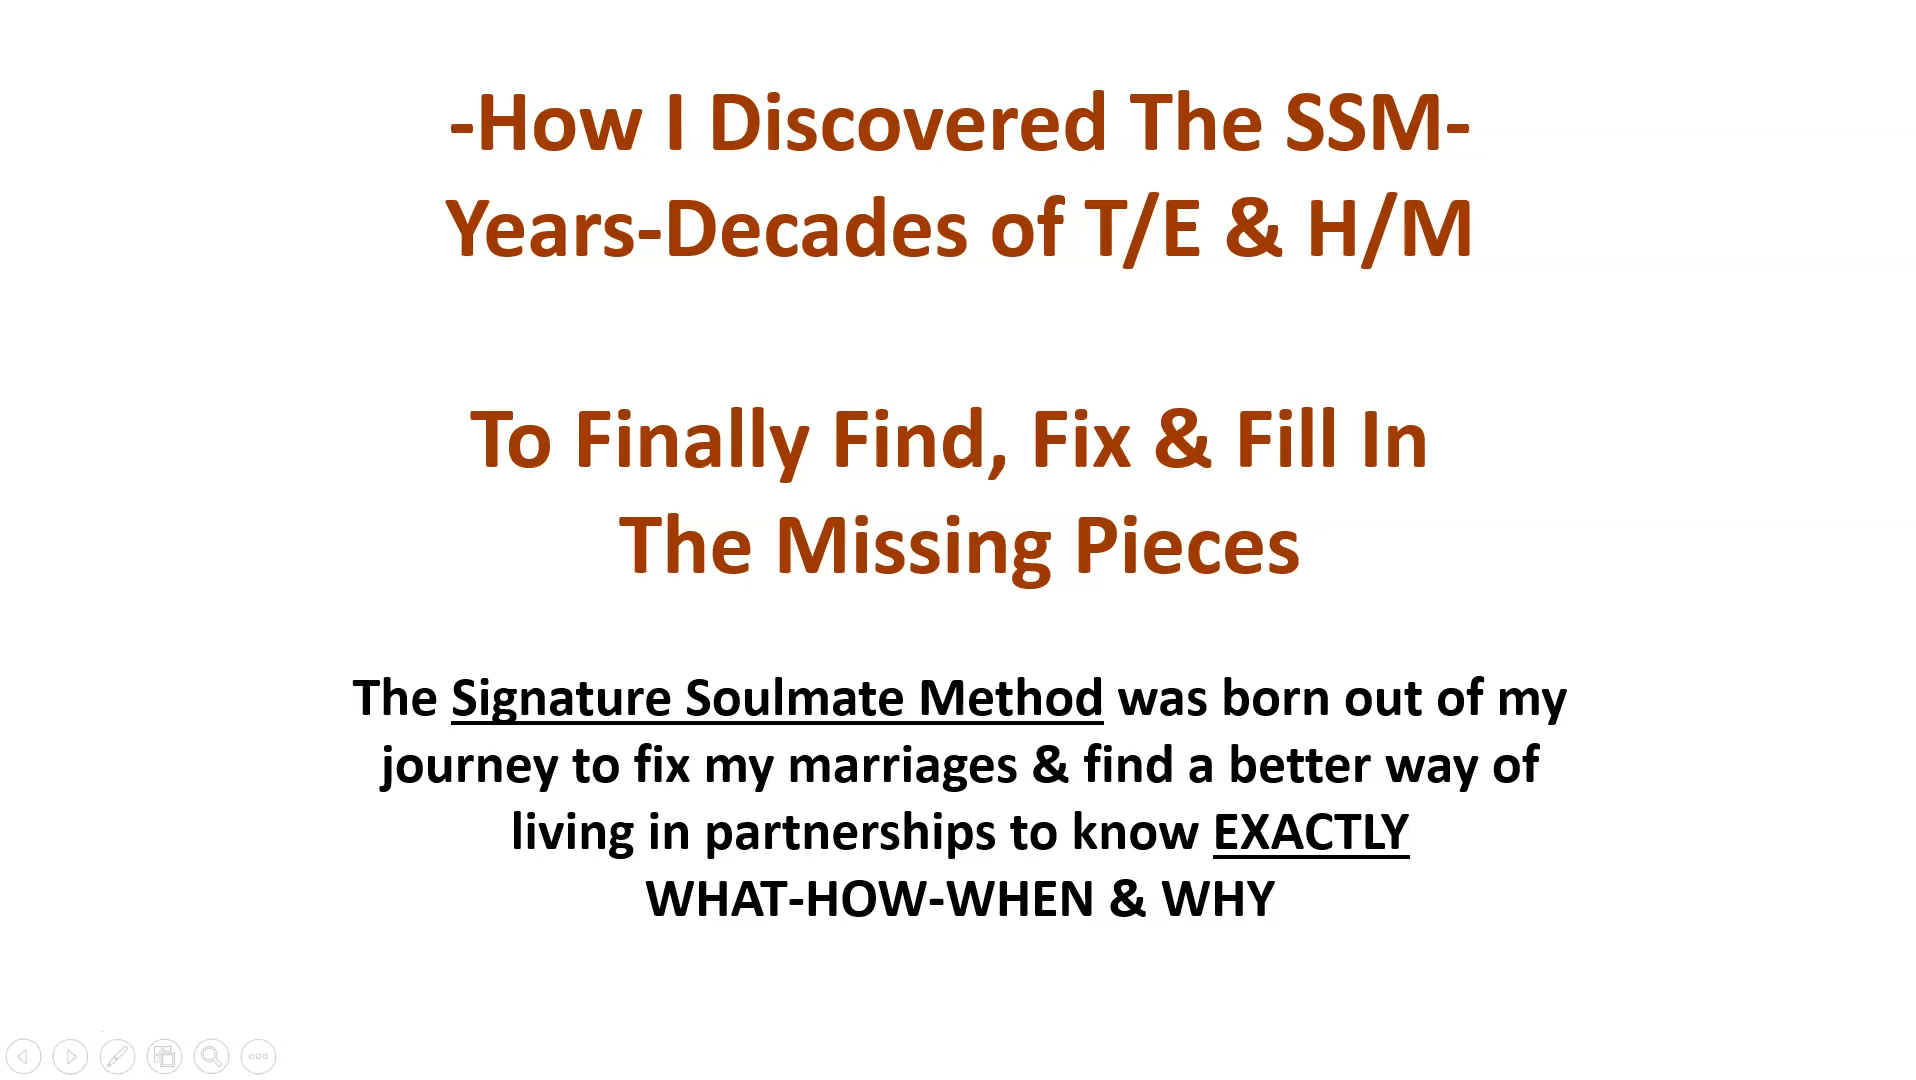 -How I Discovered The SSM-
Years-Decades of T/E & H/M
To Finally Find, Fix & Fill In
The Missing Pieces
The Signature Soulmate Method was born out of my
journey to fix my marriages & find a better way of
living in partnerships to know EXACTLY
WHAT-HOW-WHEN & WHY